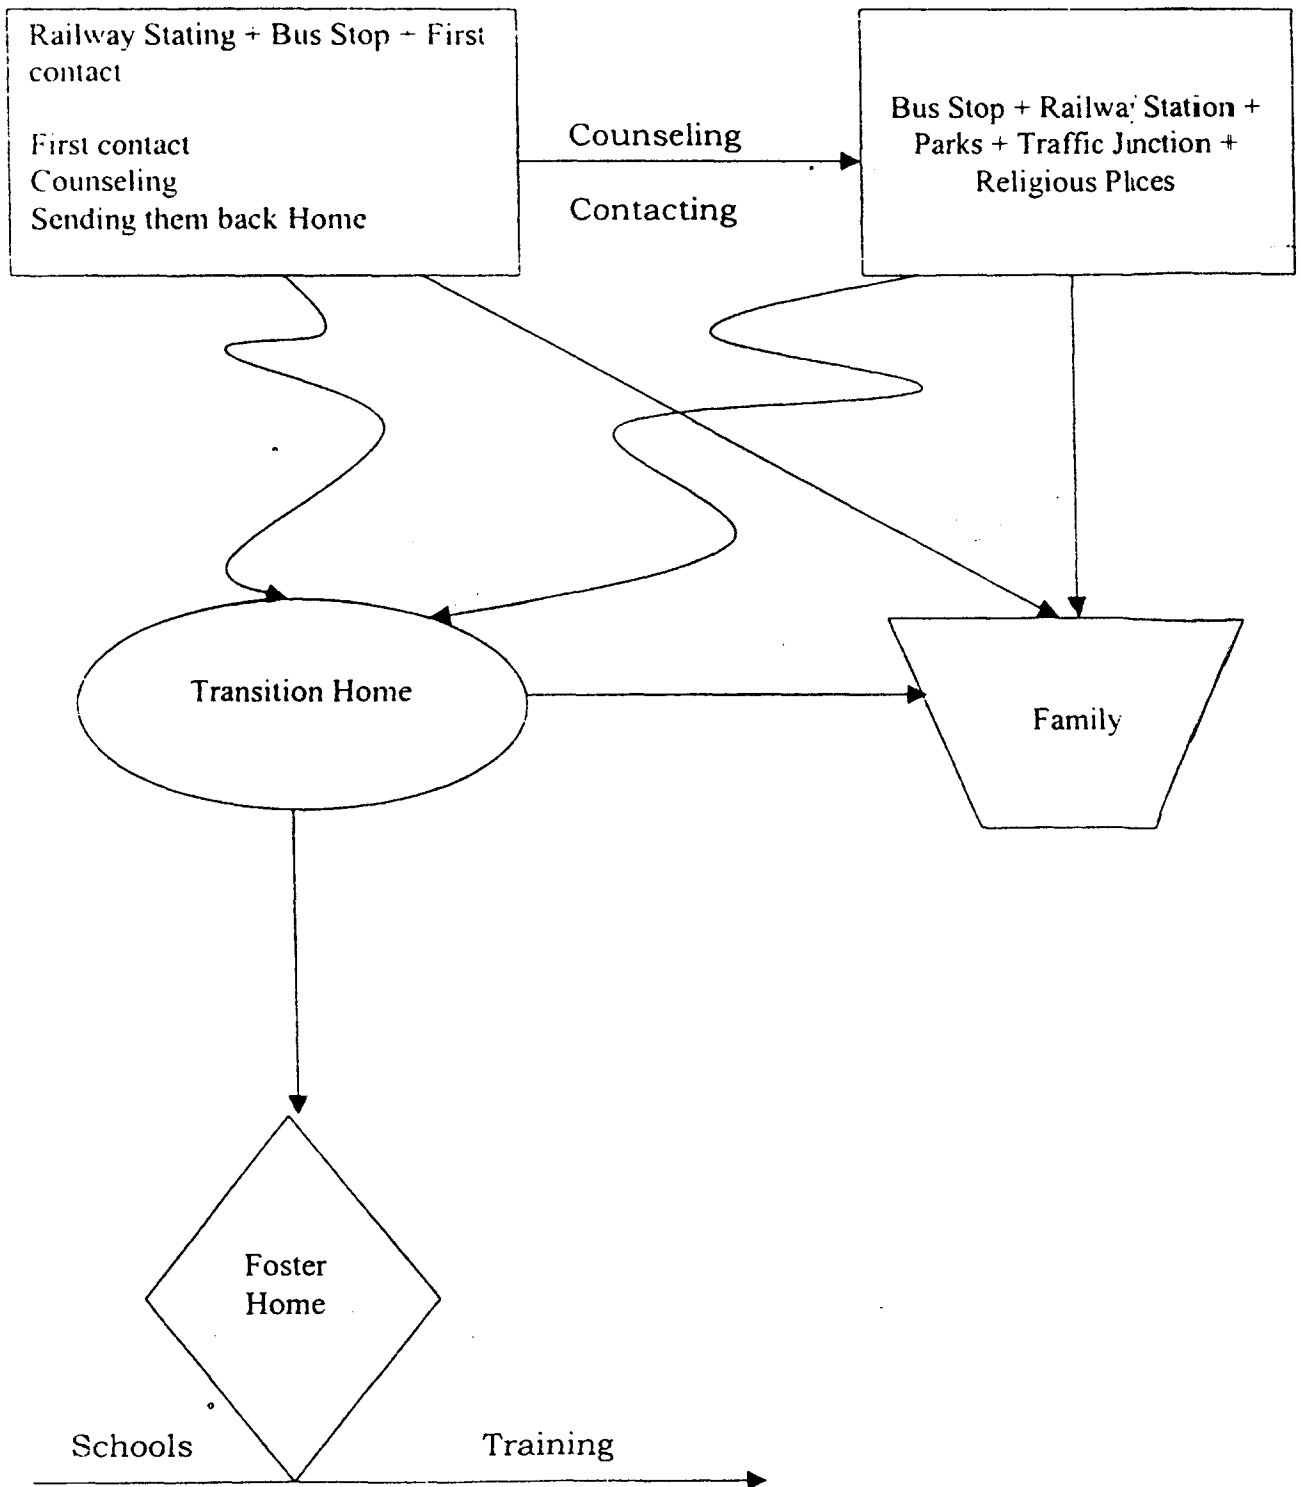 Railway Stating + Bus Stop + First
contact
First contact
Counseling
Sending them back Home
Counseling
Contacting
Bus Stop + Railway Station +
Parks + Traffic Junction +
Religious Places
Transition Home
Family
Foster
Home
Schools
Training